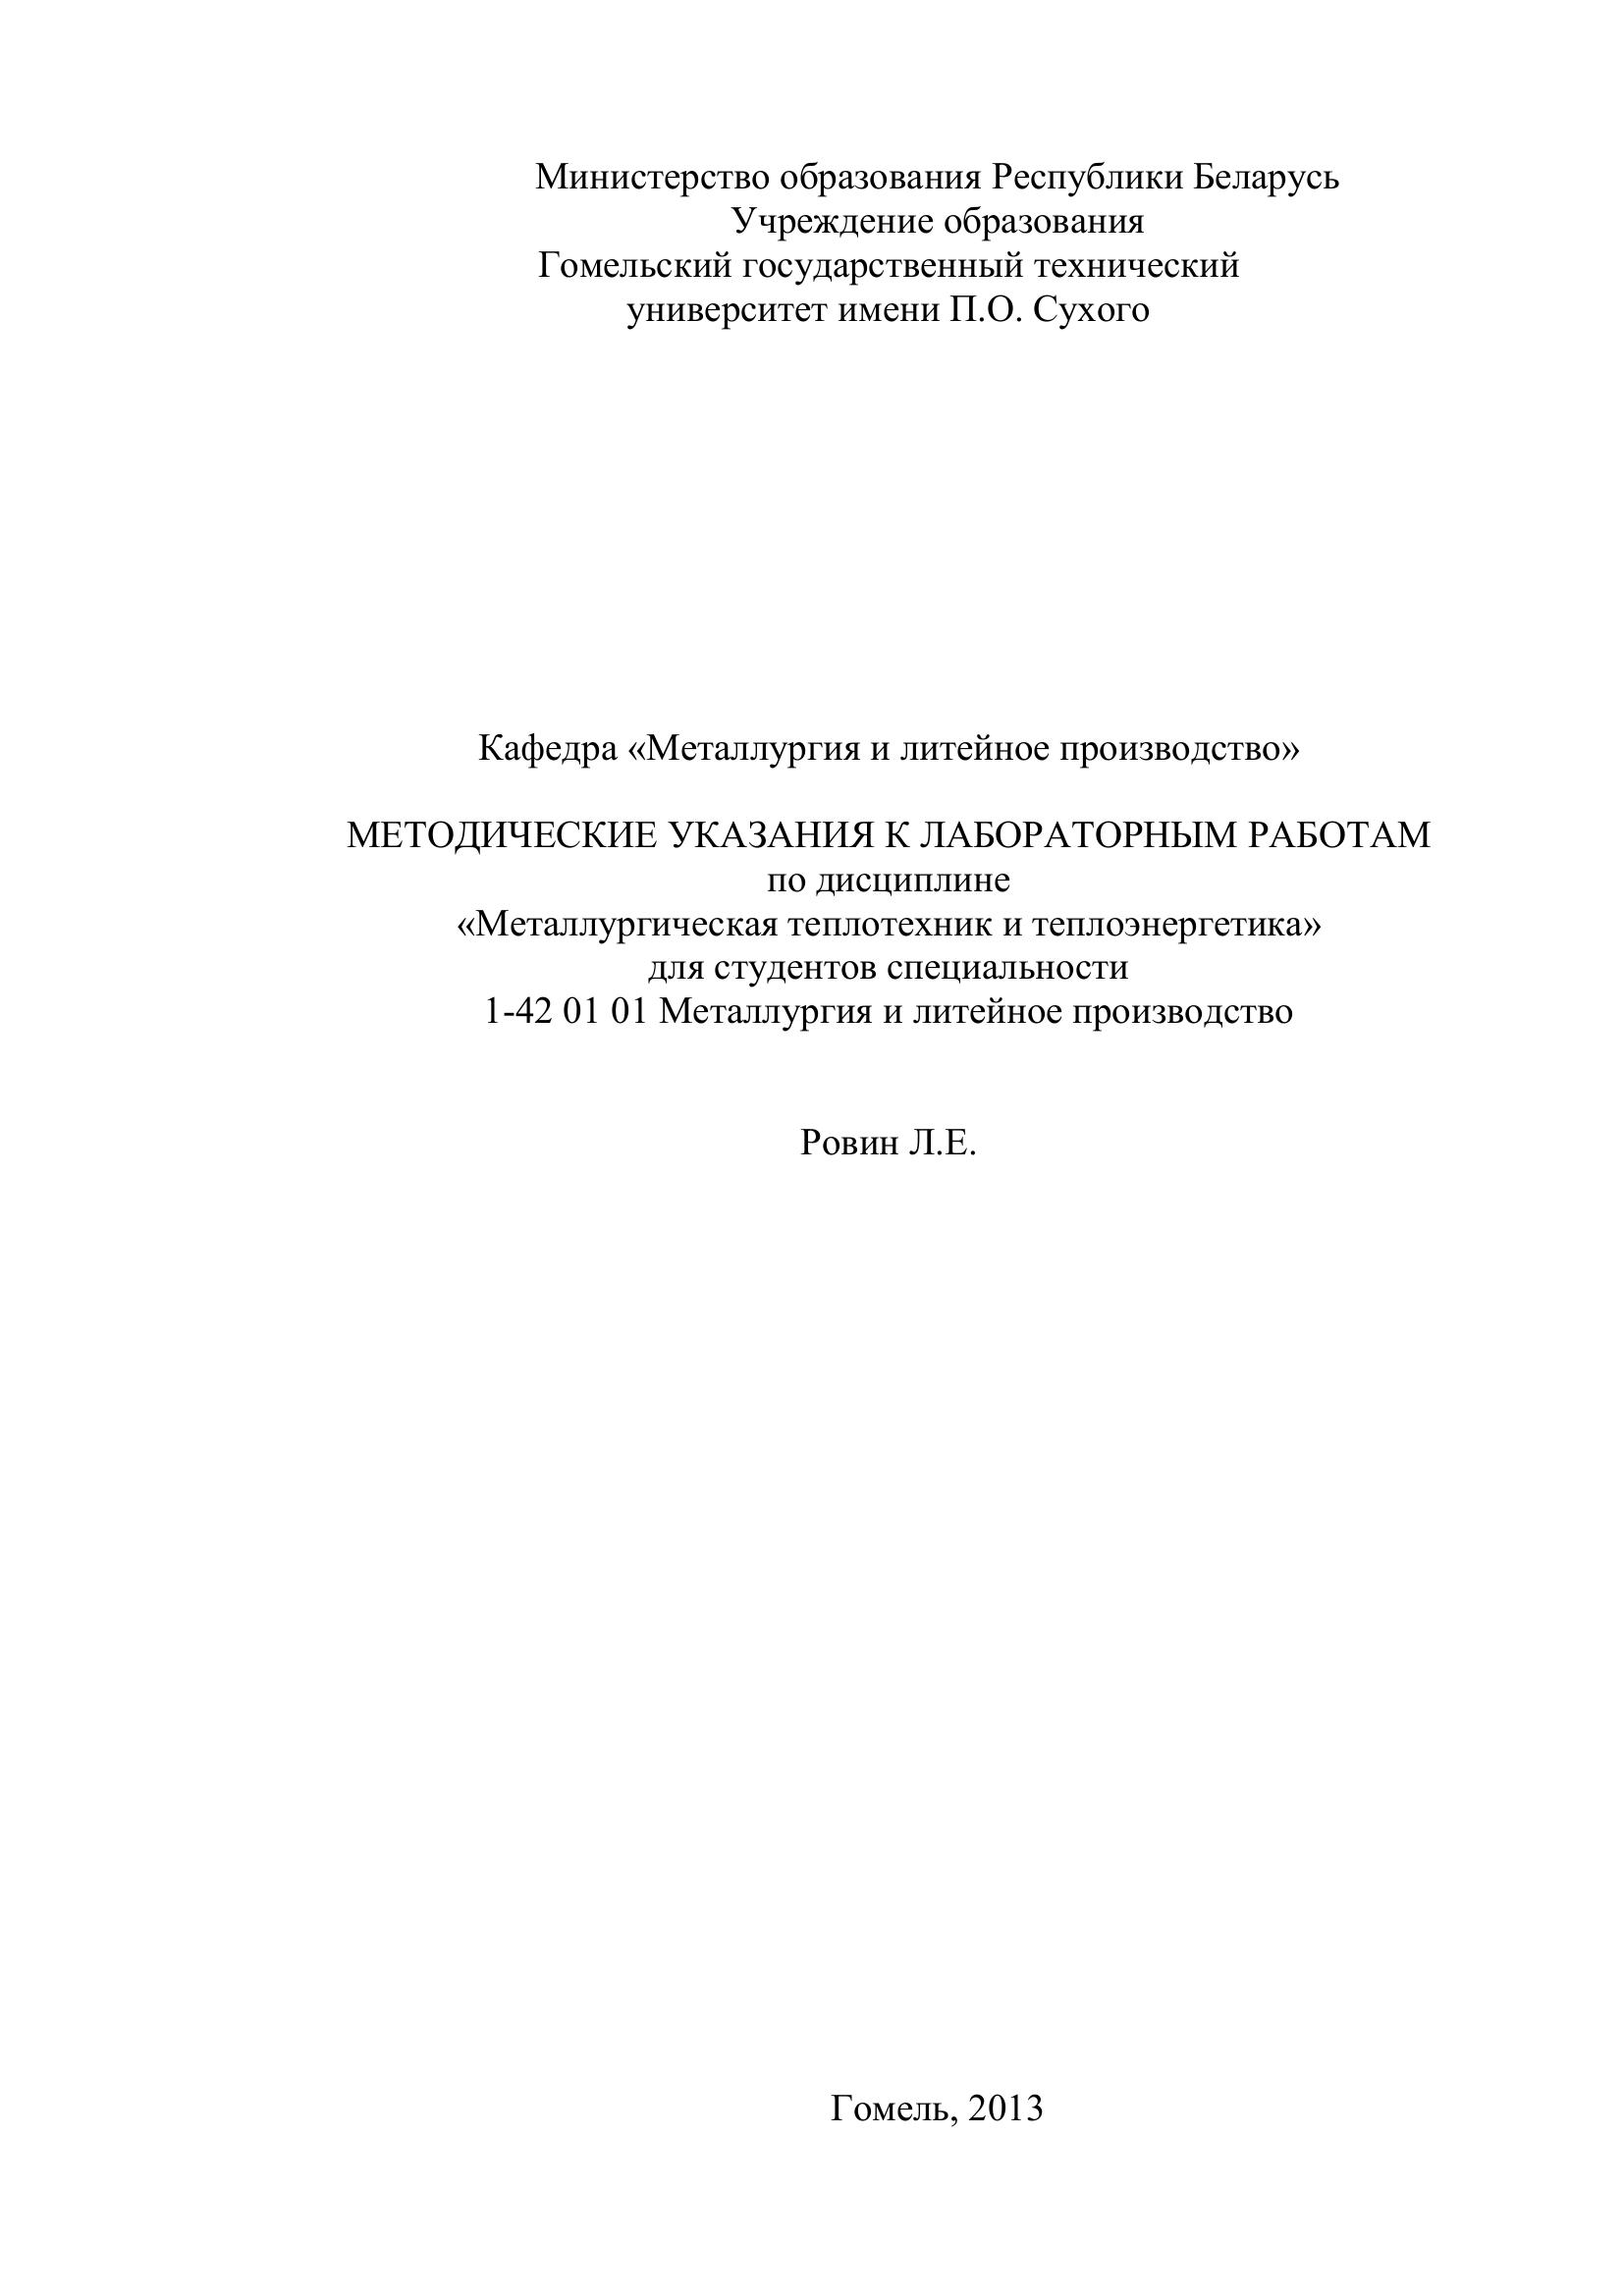 Министерство образования Республики Беларусь
Учреждение образования
Гомельский государственный технический
университет имени П.О. Сухого
Кафедра «Металлургия и литейное производство»
МЕТОДИЧЕСКИЕ УКАЗАНИЯ К ЛАБОРАТОРНЫМ РАБОТАМ
по дисциплине
«Металлургическая теплотехник и теплоэнергетика»
для студентов специальности
1-42 01 01 Металлургия и литейное производство
Ровин Л.Е.
Гомель, 2013